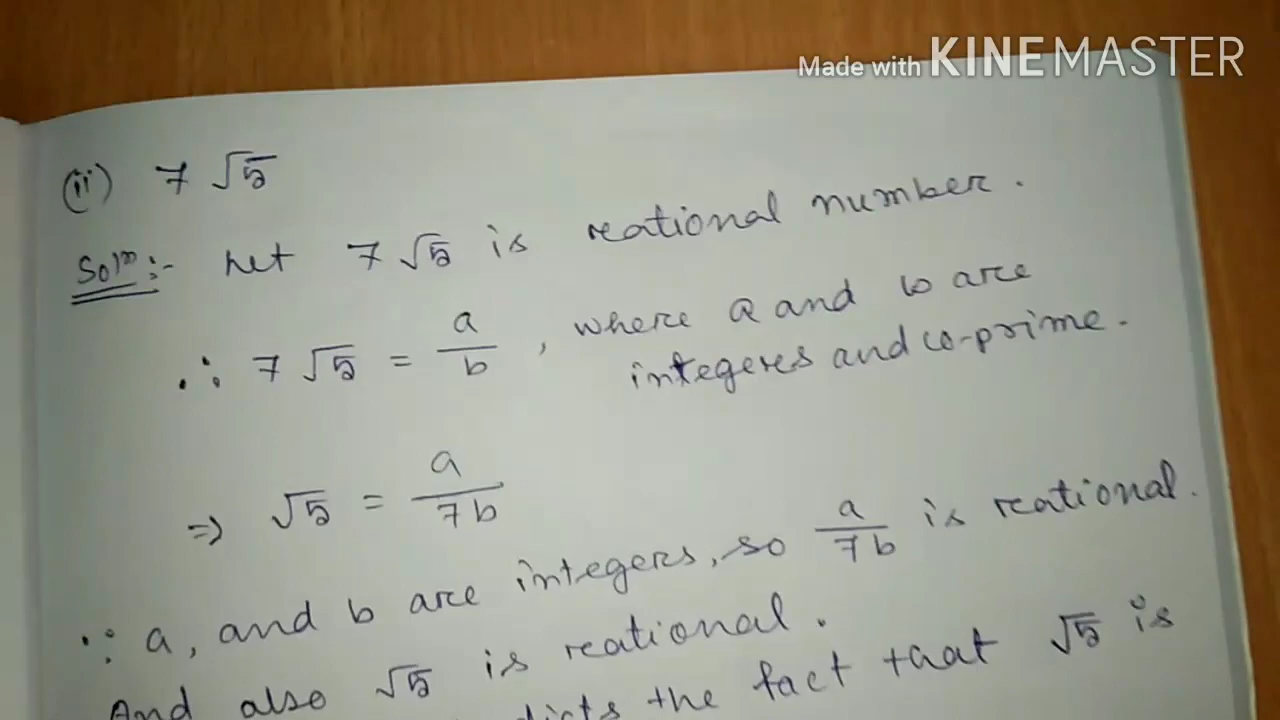 Made with KINEMASTER
(ii) 7 √5
Solⁿ:- Let 7 √5 is rational number.
∴ 7 √5 = a/b , where a and b are
integers and co-prime.
⇒ √5 = a/7b
∵ a, and b are integers, so a/7b is rational.
And also √5 is rational.
the fact that √5 is